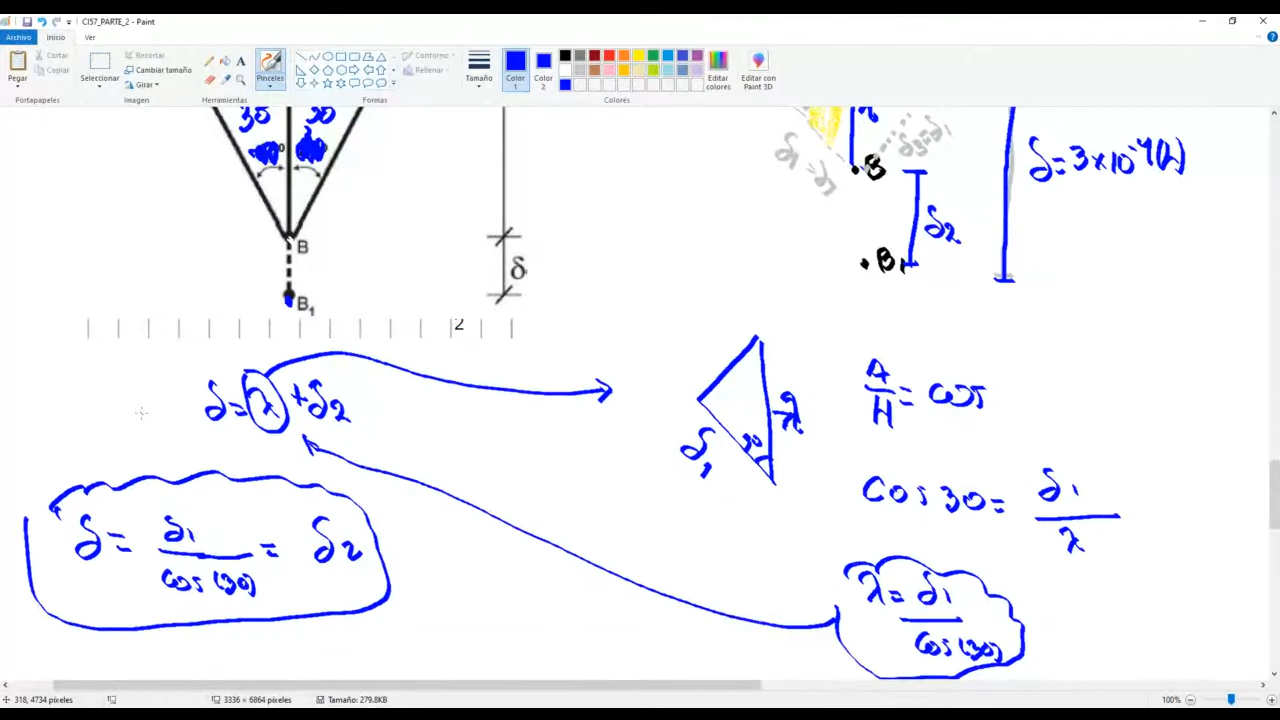 CI57_PARTE_2 - Paint
Archivo Inicio Ver
Pegar
Cortar
Copiar
Portapapeles
Seleccionar
Recortar
Cambiar tamaño
Girar
Imagen
A
Herramientas
Pinceles
Contorno
Rellenar
Formas
Tamaño
Color 1
Color 2
Editar colores
Editar con Paint 3D
Colores
30 30
B
δ
B1
2
δ1 = δ3
B
δ2
B1
δ=3x10^-4(L)
δ=λ+δ2
δ= δ1/cos(30) = δ2
δ1
30
λ
A/H = cos
cos 30= δ1/λ
λ= δ1/cos(30)
318, 4734 píxeles
3336 × 6864 píxeles
Tamaño: 279.8KB
100%